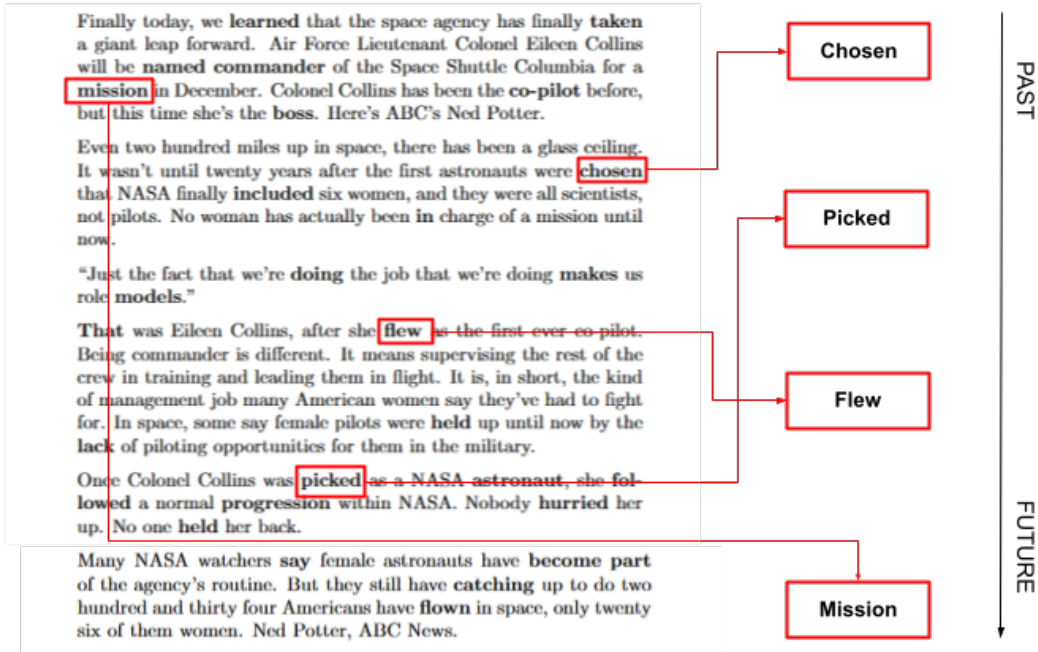 Finally today, we learned that the space agency has finally taken
a giant leap forward. Air Force Lieutenant Colonel Eileen Collins
will be named commander of the Space Shuttle Columbia for a
mission in December. Colonel Collins has been the co-pilot before,
but this time she's the boss. Here's ABC's Ned Potter.
Even two hundred miles up in space, there has been a glass ceiling.
It wasn't until twenty years after the first astronauts were chosen
that NASA finally included six women, and they were all scientists,
not pilots. No woman has actually been in charge of a mission until
now.
"Just the fact that we're doing the job that we're doing makes us
role models."
That was Eileen Collins, after she flew as the first ever co-pilot.
Being commander is different. It means supervising the rest of the
crew in training and leading them in flight. It is, in short, the kind
of management job many American women say they've had to fight
for. In space, some say female pilots were held up until now by the
lack of piloting opportunities for them in the military.
Once Colonel Collins was picked as a NASA astronaut, she fol-
lowed a normal progression within NASA. Nobody hurried her
up. No one held her back.
Many NASA watchers say female astronauts have become part
of the agency's routine. But they still have catching up to do two
hundred and thirty four Americans have flown in space, only twenty
six of them women. Ned Potter, ABC News.
Chosen
Picked
Flew
Mission
PAST
FUTURE